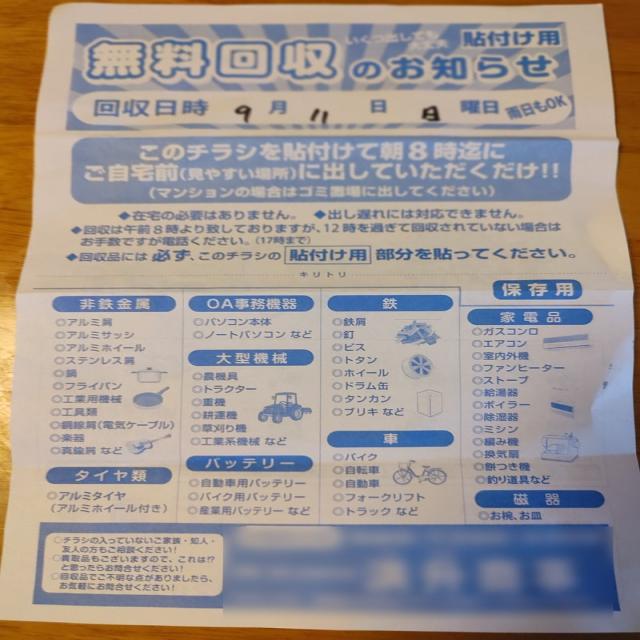 いくつ出しても大丈夫
貼付け用
無料回収のお知らせ
回収日時 9月11日 日曜日 雨日もOK
このチラシを貼付けて朝8時迄に
ご自宅前(見やすい場所)に出していただくだけ!!
(マンションの場合はゴミ置場に出してください)
◆在宅の必要はありません。 ◆出し遅れには対応できません。
◆回収は午前8時より致しておりますが、12時を過ぎて回収されていない場合は
お手数ですが電話ください。(17時まで)
◆回収品には必ず、このチラシの 貼付け用 部分を貼ってください。
キリトリ
保存用
非鉄金属
◎アルミ屑
◎アルミサッシ
◎アルミホイール
◎ステンレス屑
◎鍋
◎フライパン
◎工業用機械
◎工具類
◎銅線屑(電気ケーブル)
◎楽器
◎真鍮屑 など
タイヤ類
◎アルミタイヤ
(アルミホイール付き)
OA事務機器
◎パソコン本体
◎ノートパソコン など
大型機械
◎農機具
◎トラクター
◎重機
◎耕運機
◎草刈り機
◎工業系機械 など
バッテリー
◎自動車用バッテリー
◎バイク用バッテリー
◎産業用バッテリー など
鉄
◎鉄屑
◎釘
◎ビス
◎トタン
◎ホイール
◎ドラム缶
◎タンカン
◎ブリキ など
車
◎バイク
◎自転車
◎自動車
◎フォークリフト
◎トラック など
家電品
◎ガスコンロ
◎エアコン
◎室内外機
◎ファンヒーター
◎ストーブ
◎給湯器
◎ボイラー
◎除湿器
◎ミシン
◎編み機
◎換気扇
◎餅つき機
◎釣り道具など
磁器
◎お椀、お皿
◎チラシの入っていないご家族・知人・
友人の方もご相談ください!
◎買取品もございますので、これは!?
と思ったらお問合せください!
◎回収品でご不明な点がありましたら、
お気軽にお問合せください!